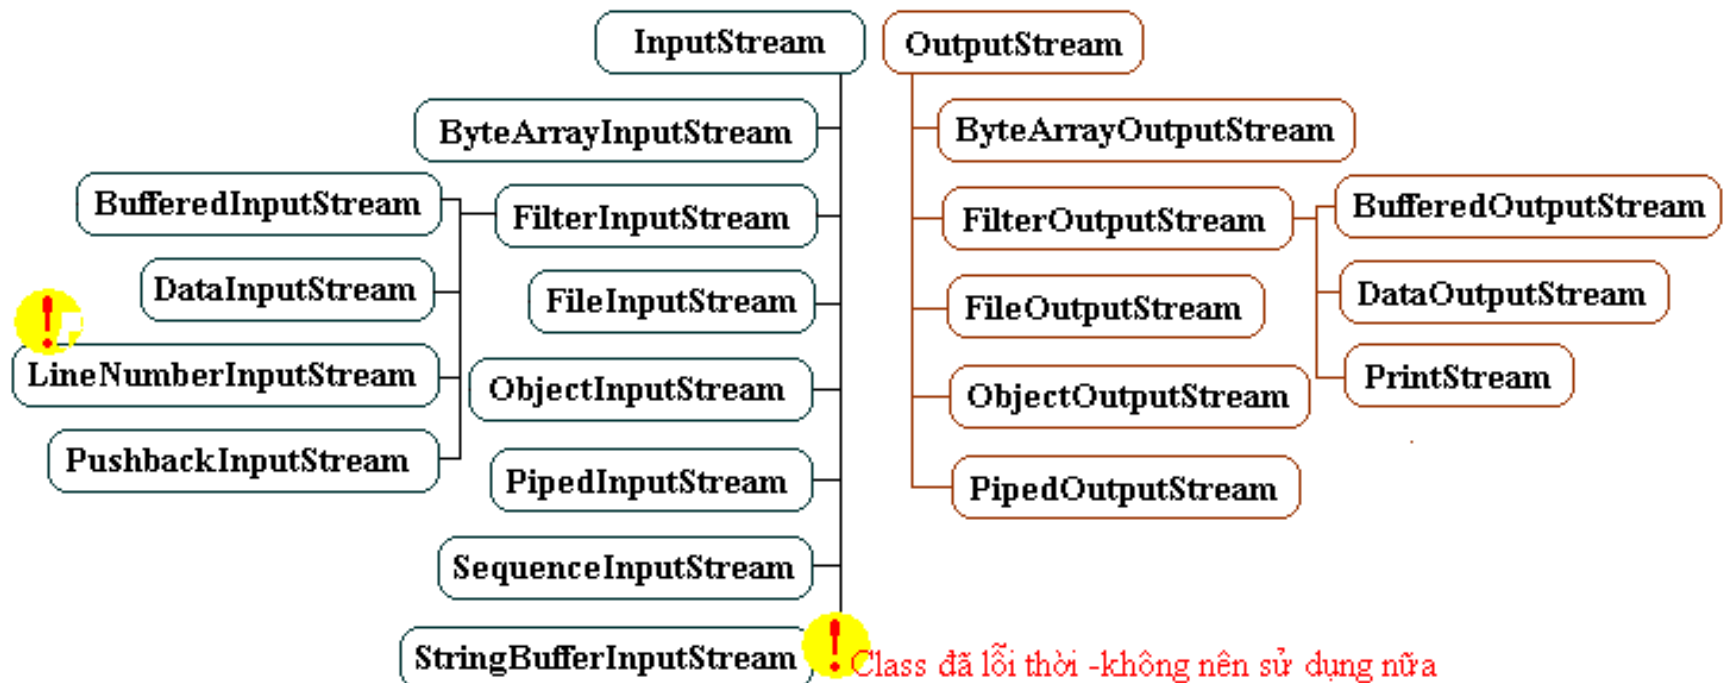 InputStream
OutputStream
ByteArrayInputStream
ByteArrayOutputStream
BufferedInputStream
FilterInputStream
FilterOutputStream
BufferedOutputStream
DataInputStream
FileInputStream
FileOutputStream
DataOutputStream
LineNumberInputStream
ObjectInputStream
ObjectOutputStream
PrintStream
PushbackInputStream
PipedInputStream
PipedOutputStream
SequenceInputStream
StringBufferInputStream
Class đã lỗi thời -không nên sử dụng nữa